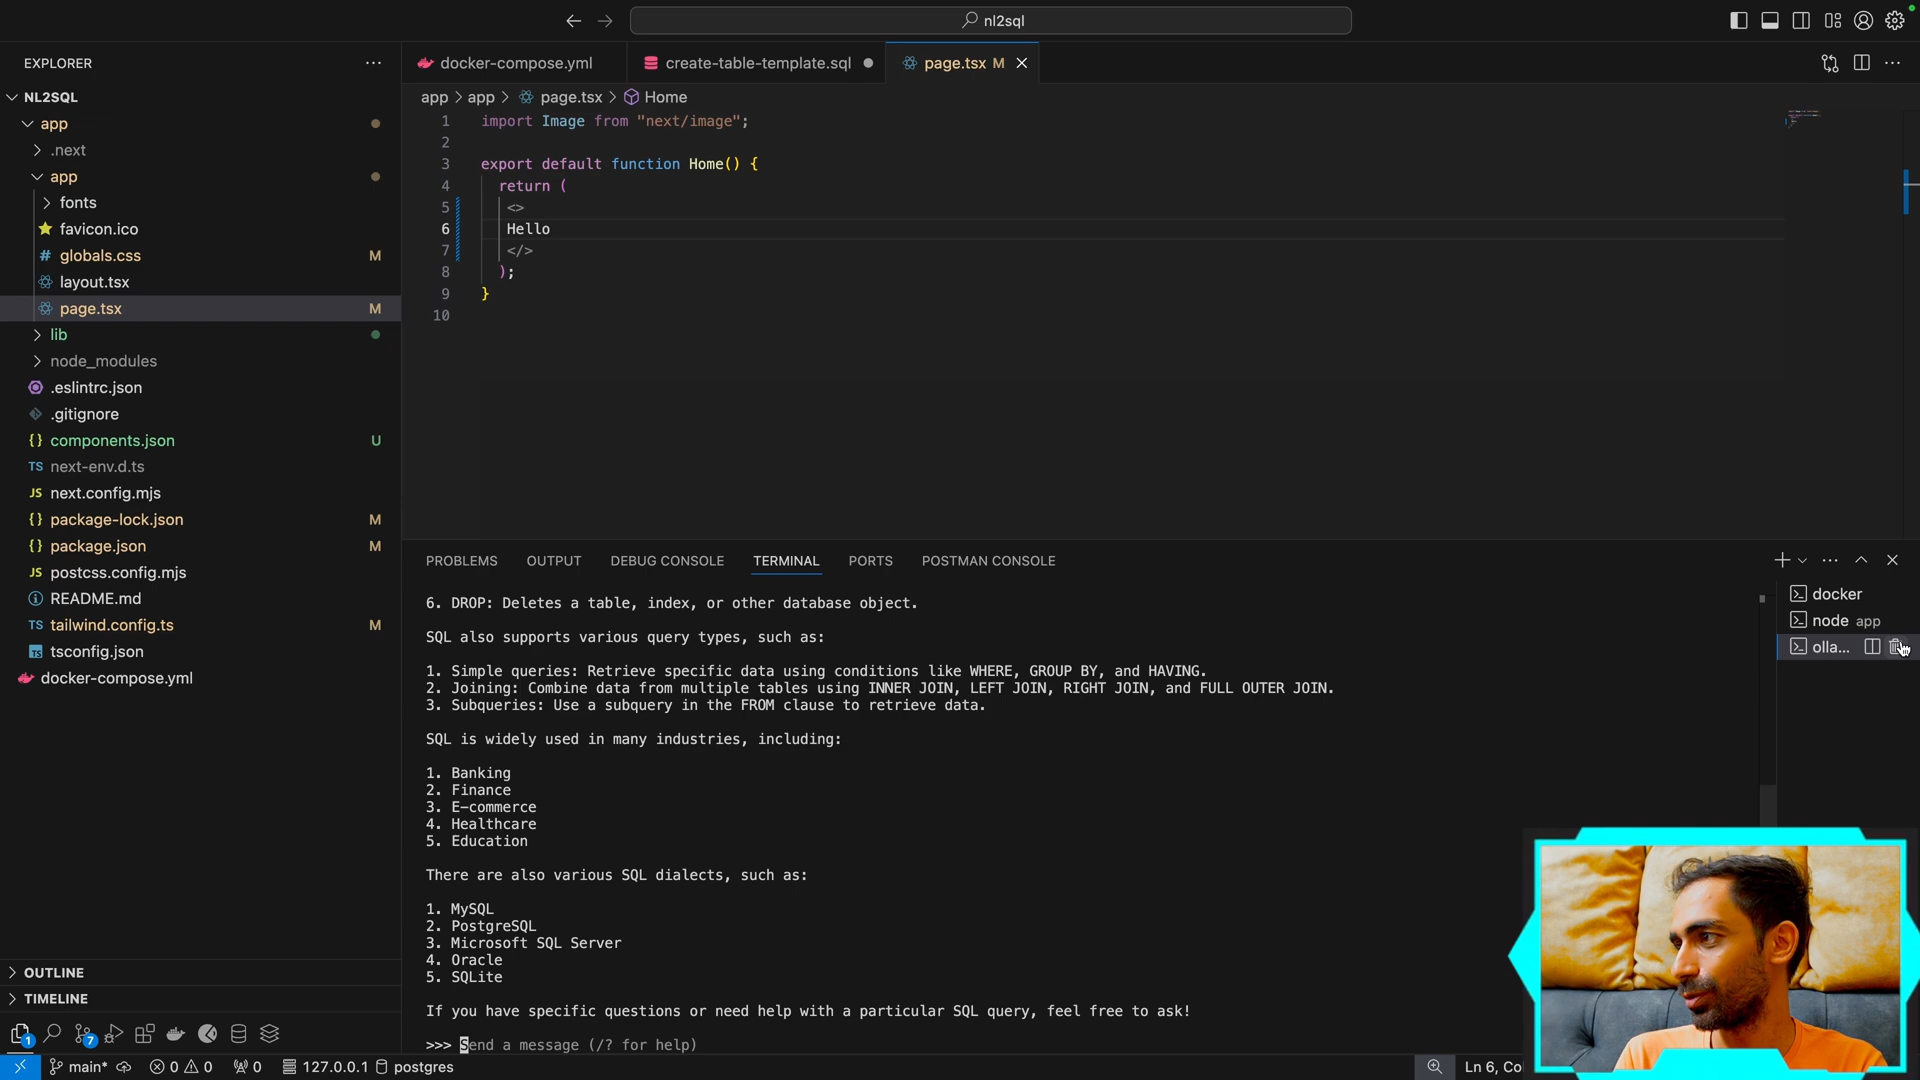 nl2sql
EXPLORER
NL2SQL
app
.next
app
fonts
favicon.ico
globals.css M
layout.tsx
page.tsx M
lib
node_modules
.eslintrc.json
.gitignore
components.json U
next-env.d.ts
next.config.mjs
package-lock.json M
package.json M
postcss.config.mjs
README.md
tailwind.config.ts M
tsconfig.json
docker-compose.yml
OUTLINE
TIMELINE
docker-compose.yml
create-table-template.sql
page.tsx M
app > app > page.tsx > Home
1 import Image from "next/image";
2
3 export default function Home() {
4 return (
5 <>
6 Hello
7 </>
8 );
9 }
10
PROBLEMS OUTPUT DEBUG CONSOLE TERMINAL PORTS POSTMAN CONSOLE
6. DROP: Deletes a table, index, or other database object.
SQL also supports various query types, such as:
1. Simple queries: Retrieve specific data using conditions like WHERE, GROUP BY, and HAVING.
2. Joining: Combine data from multiple tables using INNER JOIN, LEFT JOIN, RIGHT JOIN, and FULL OUTER JOIN.
3. Subqueries: Use a subquery in the FROM clause to retrieve data.
SQL is widely used in many industries, including:
1. Banking
2. Finance
3. E-commerce
4. Healthcare
5. Education
There are also various SQL dialects, such as:
1. MySQL
2. PostgreSQL
3. Microsoft SQL Server
4. Oracle
5. SQLite
If you have specific questions or need help with a particular SQL query, feel free to ask!
>>> Send a message (/? for help)
docker
node app
olla...
1 7
main* 0 0 0 127.0.0.1 postgres
Ln 6, Co